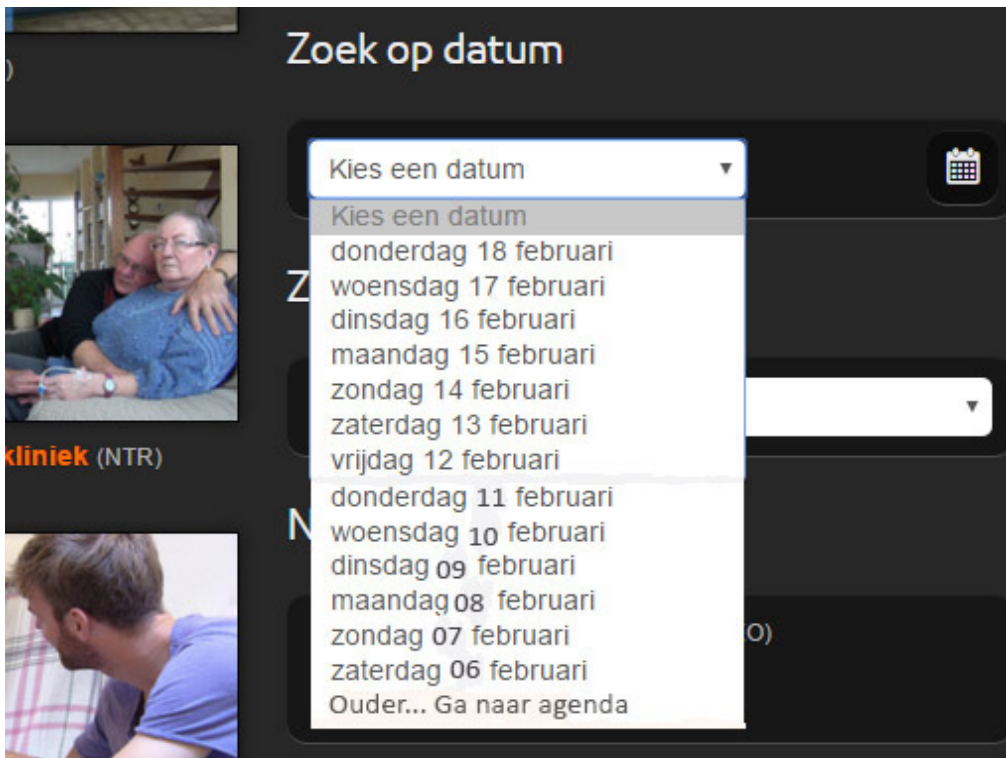 Zoek op datum
)
Kies een datum
Kies een datum
donderdag 18 februari
woensdag 17 februari
dinsdag 16 februari
maandag 15 februari
zondag 14 februari
zaterdag 13 februari
vrijdag 12 februari
donderdag 11 februari
woensdag 10 februari
dinsdag 09 februari
maandag 08 februari
zondag 07 februari
zaterdag 06 februari
Ouder... Ga naar agenda
Z
kliniek (NTR)
N
O)